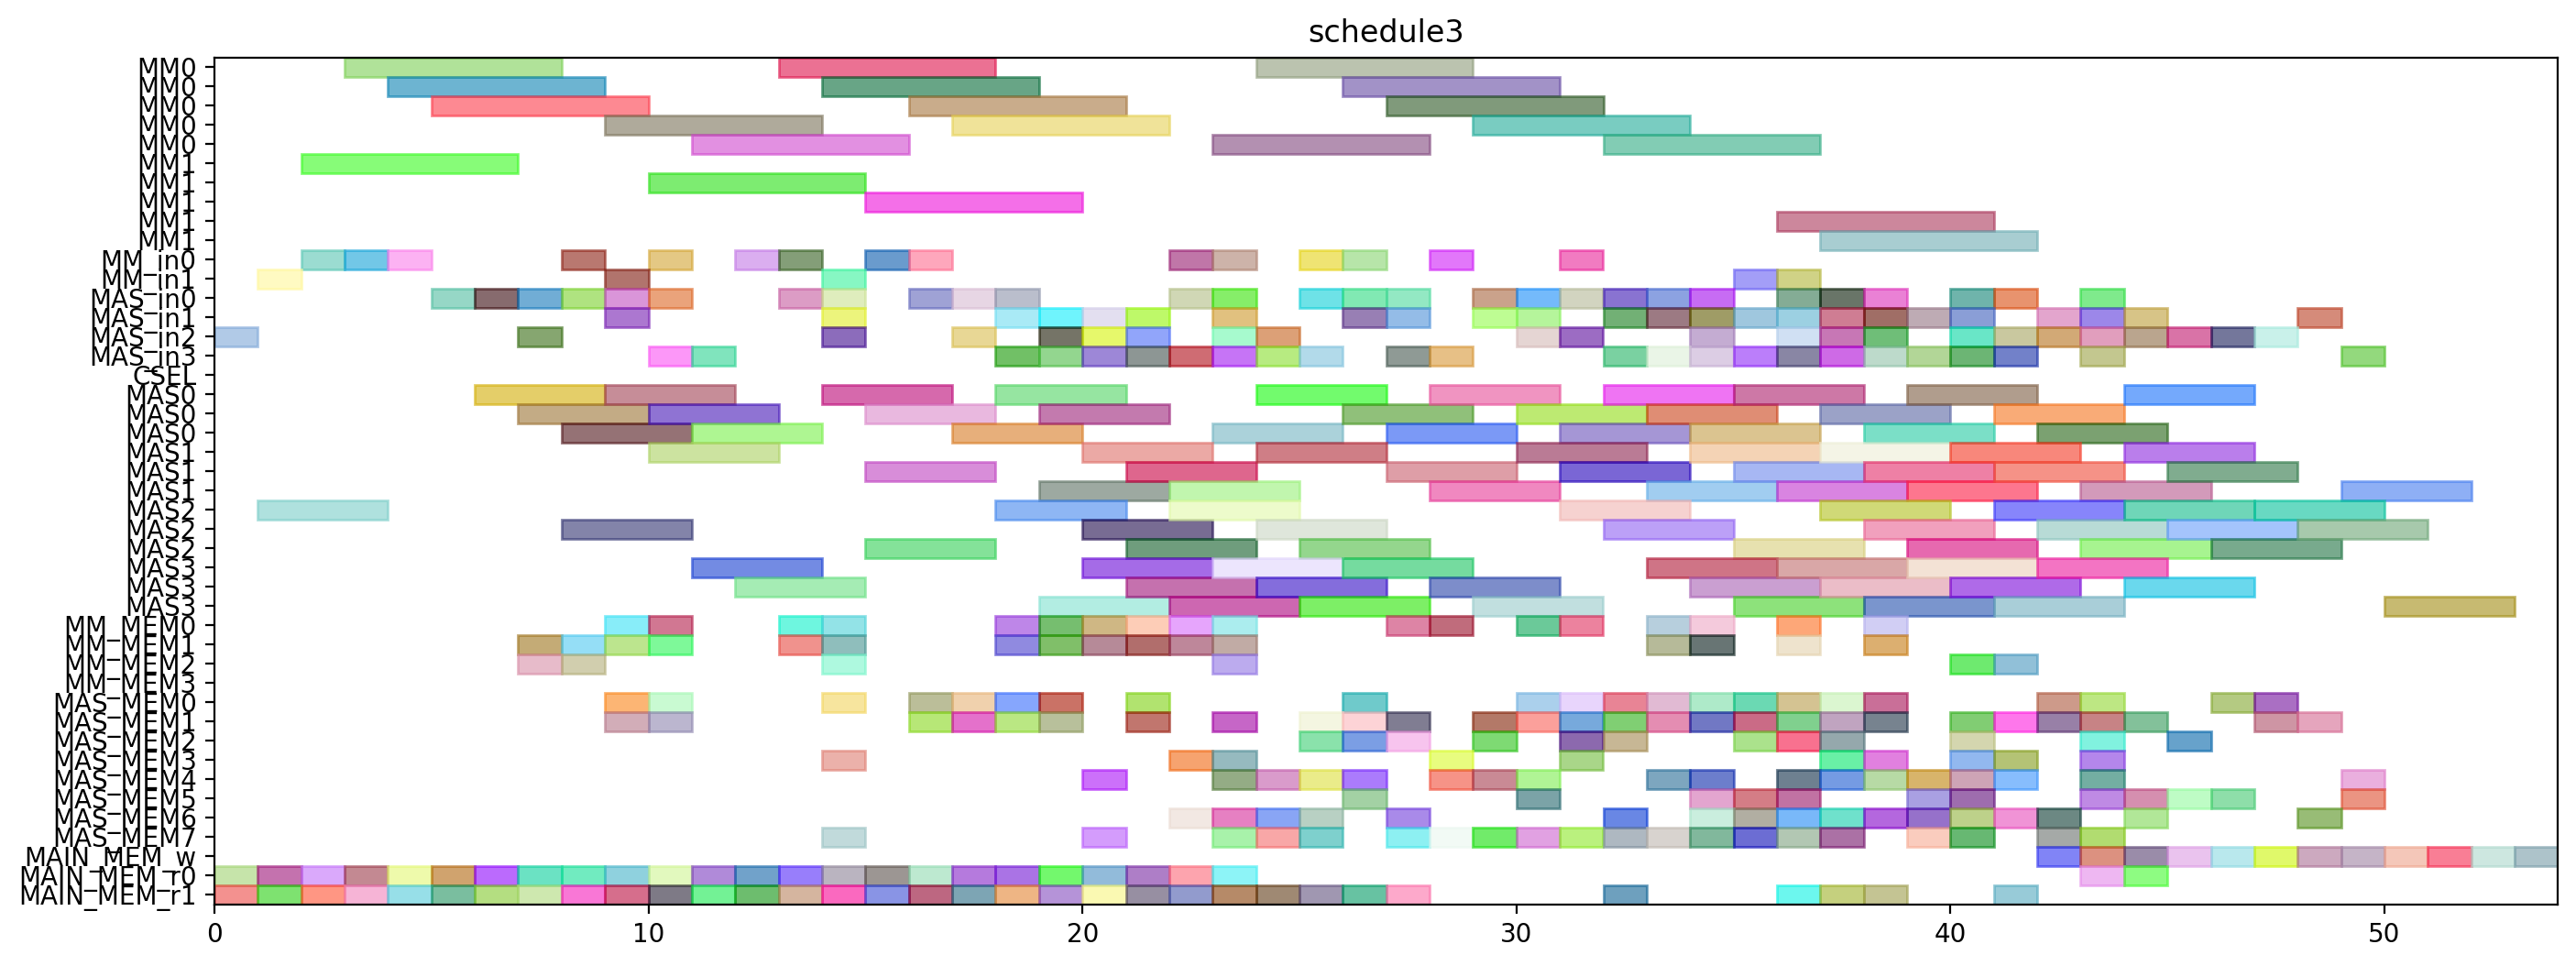 schedule3
MM0
MM0
MM0
MM0
MM0
MM1
MM1
MM1
MM1
MM1
MM_in0
MM_in1
MAS_in0
MAS_in1
MAS_in2
MAS_in3
CSEL
MAS0
MAS0
MAS0
MAS1
MAS1
MAS1
MAS2
MAS2
MAS2
MAS3
MAS3
MAS3
MM_MEM0
MM_MEM1
MM_MEM2
MM_MEM3
MAS_MEM0
MAS_MEM1
MAS_MEM2
MAS_MEM3
MAS_MEM4
MAS_MEM5
MAS_MEM6
MAS_MEM7
MAIN_MEM_w
MAIN_MEM_r0
MAIN_MEM_r1
0 10 20 30 40 50